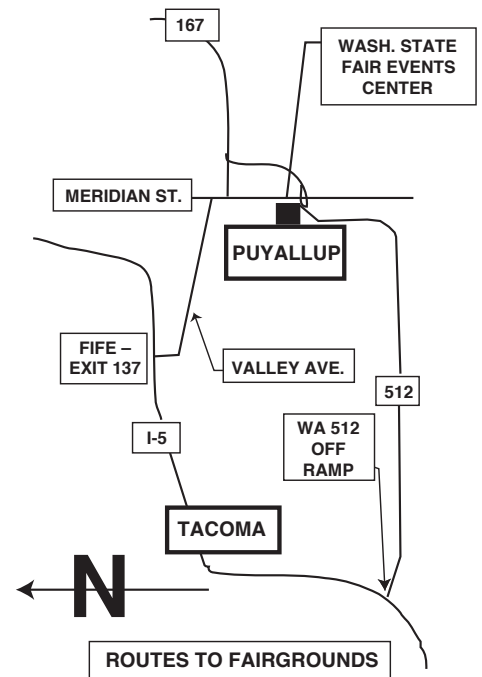 167
WASH. STATE
FAIR EVENTS
CENTER
MERIDIAN ST.
PUYALLUP
FIFE –
EXIT 137
VALLEY AVE.
512
WA 512
OFF
RAMP
I-5
TACOMA
N
ROUTES TO FAIRGROUNDS